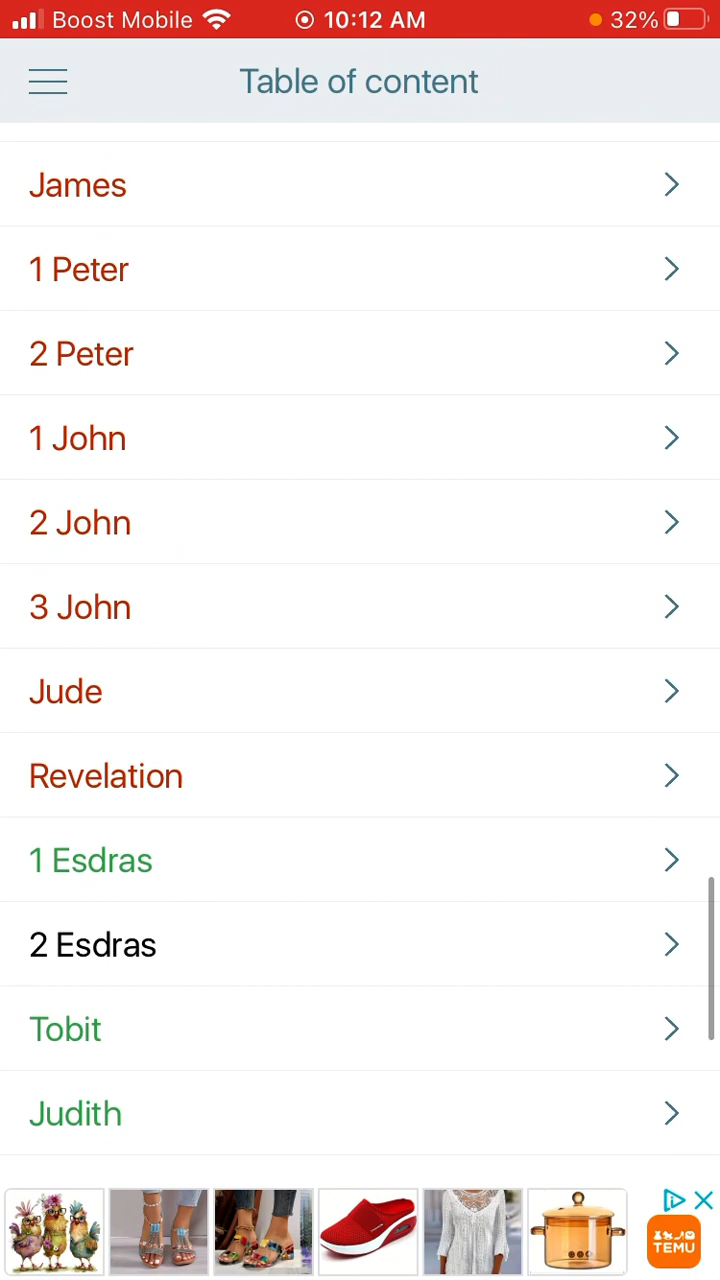 Boost Mobile 10:12 AM 32%
Table of content
James
1 Peter
2 Peter
1 John
2 John
3 John
Jude
Revelation
1 Esdras
2 Esdras
Tobit
Judith
TEMU